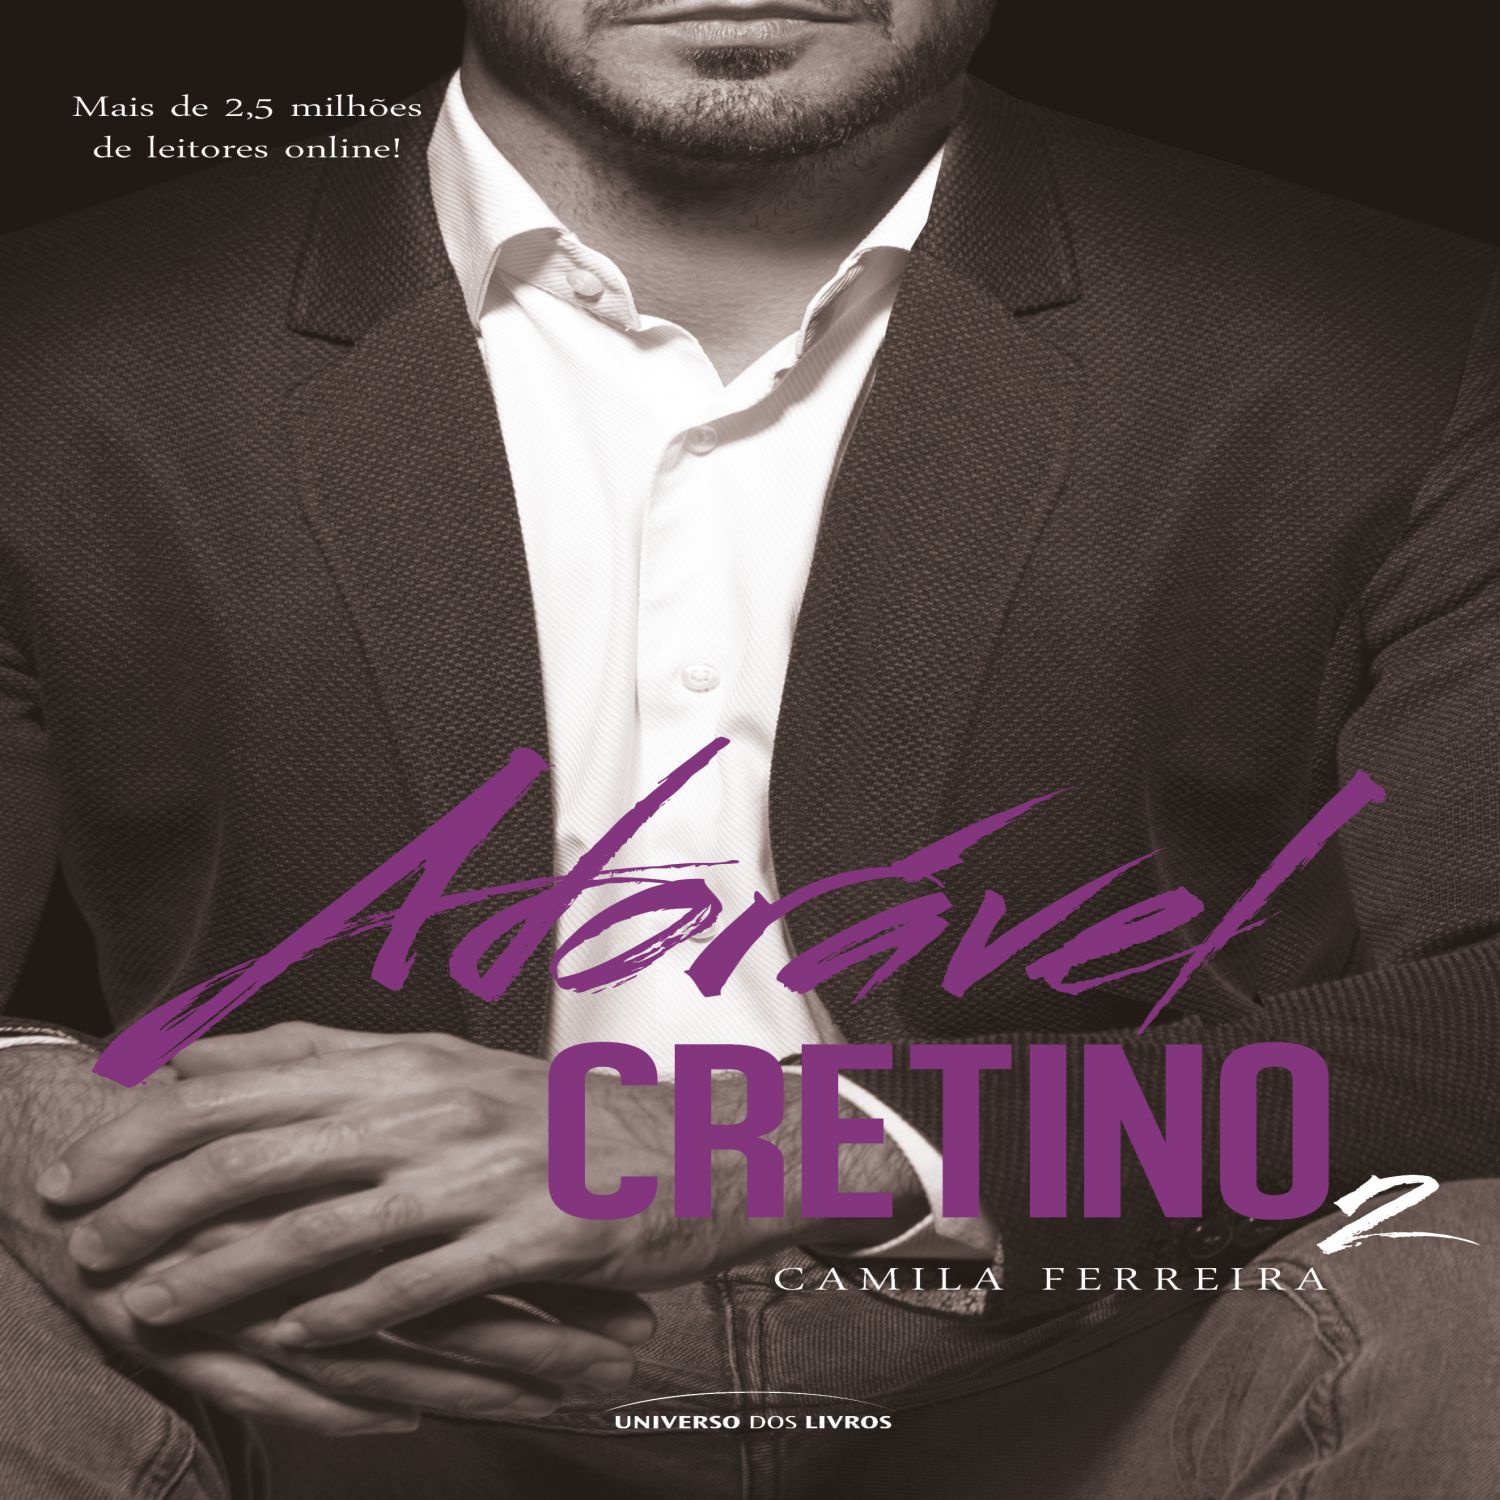 Mais de 2,5 milhões
de leitores online!
Adorável
CRETINO
2
CAMILA FERREIRA
UNIVERSO DOS LIVROS